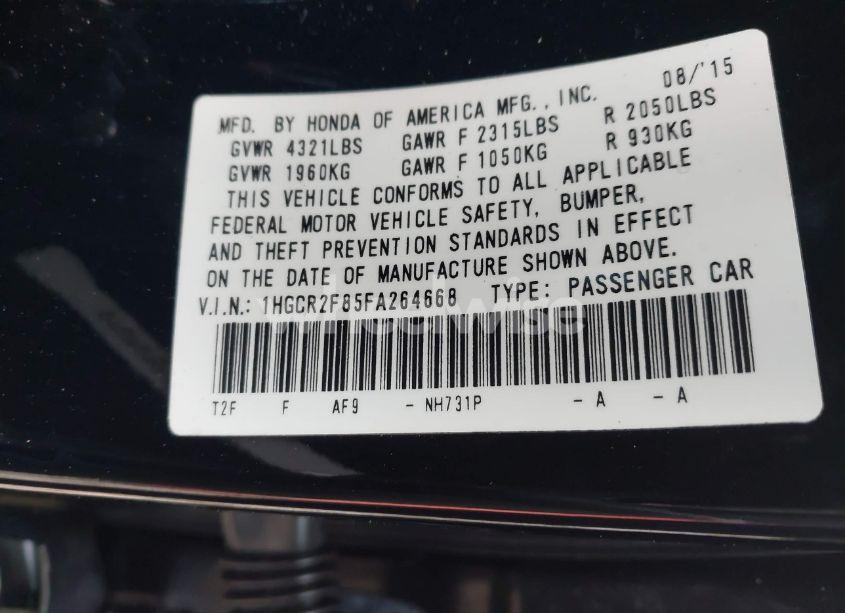 MFD. BY HONDA OF AMERICA MFG., INC. 08/'15
GVWR 4321LBS GAWR F 2315LBS R 2050LBS
GVWR 1960KG GAWR F 1050KG R 930KG
THIS VEHICLE CONFORMS TO ALL APPLICABLE
FEDERAL MOTOR VEHICLE SAFETY, BUMPER,
AND THEFT PREVENTION STANDARDS IN EFFECT
ON THE DATE OF MANUFACTURE SHOWN ABOVE.
V.I.N.: 1HGCR2F85FA264668 TYPE: PASSENGER CAR
T2F F AF9 - NH731P - A - A